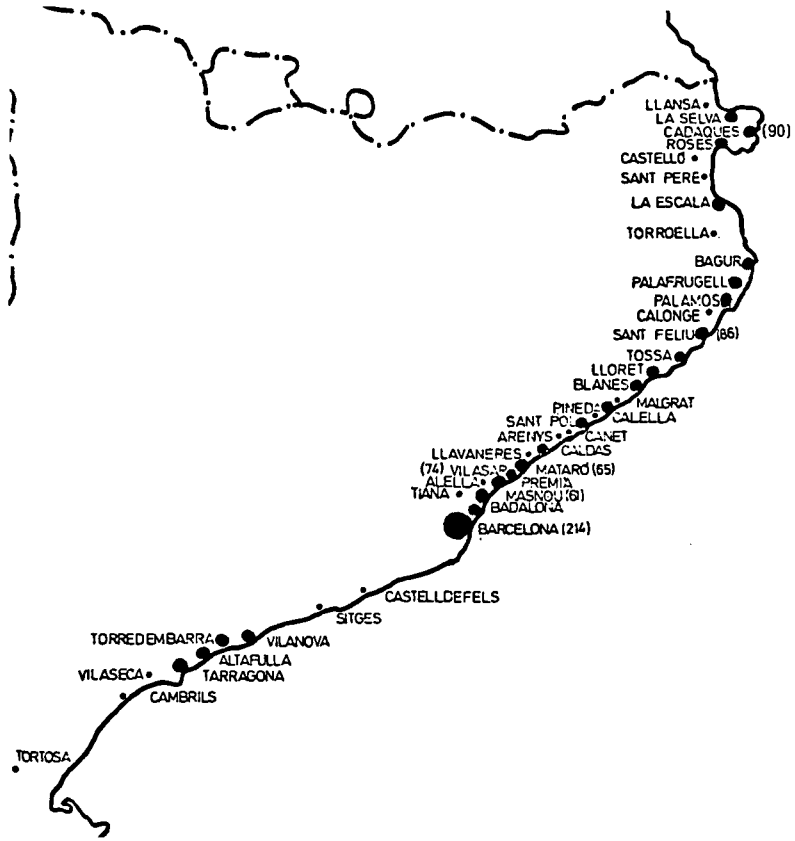 LLANSA
LA SELVA
CADAQUES (90)
ROSES
CASTELLÓ
SANT PERE
LA ESCALA
TORROELLA
BAGUR
PALAFRUGELL
PALAMOS
CALONGE
SANT FELIU (86)
TOSSA
LLORET
BLANES
MALGRAT
PINEDA
CALELLA
SANT POL
CANET
ARENYS
CALDAS
LLAVANERES
MATARÓ (65)
(74) VILASAR
PREMIA
ALELLA
MASNOU (61)
TIANA
BADALONA
BARCELONA (214)
CASTELLDEFELS
SITGES
VILANOVA
TORREDEMBARRA
ALTAFULLA
TARRAGONA
VILASECA
CAMBRILS
TORTOSA